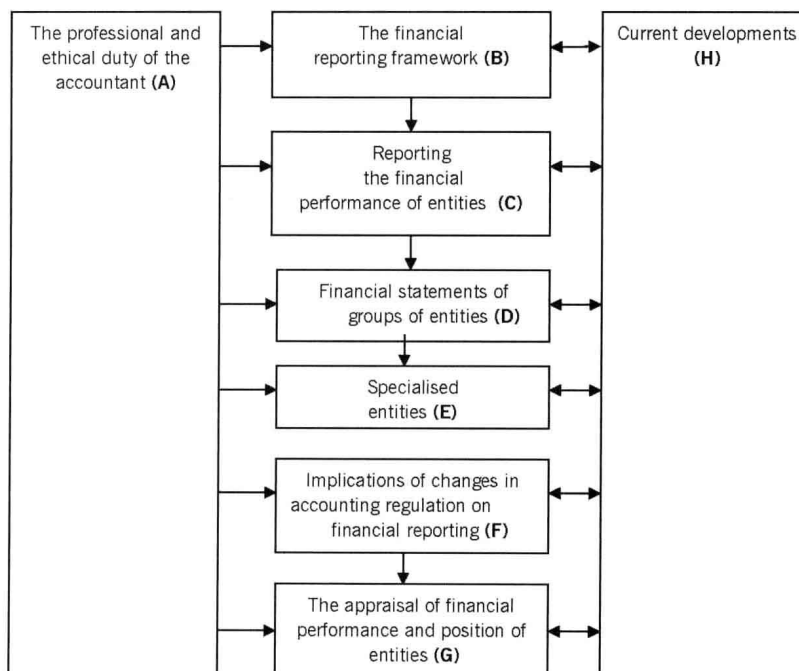 The professional and
ethical duty of the
accountant (A)
The financial
reporting framework (B)
Current developments
(H)
Reporting
the financial
performance of entities (C)
Financial statements of
groups of entities (D)
Specialised
entities (E)
Implications of changes in
accounting regulation on
financial reporting (F)
The appraisal of financial
performance and position of
entities (G)